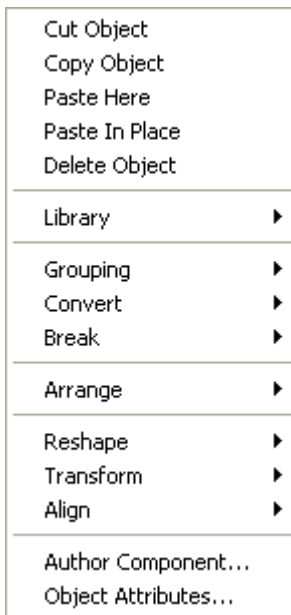 Cut Object
Copy Object
Paste Here
Paste In Place
Delete Object
Library
Grouping
Convert
Break
Arrange
Reshape
Transform
Align
Author Component...
Object Attributes...